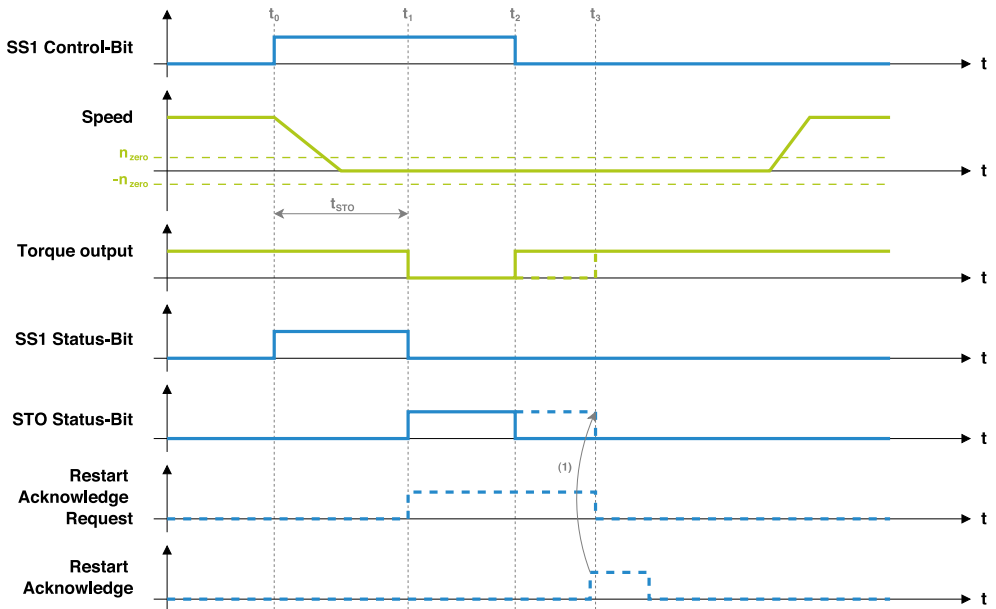 t0 t1 t2 t3
SS1 Control-Bit
t
Speed
nzero
t
-nzero
tSTO
Torque output
t
SS1 Status-Bit
t
STO Status-Bit
t
(1)
Restart
Acknowledge
Request
t
Restart
Acknowledge
t